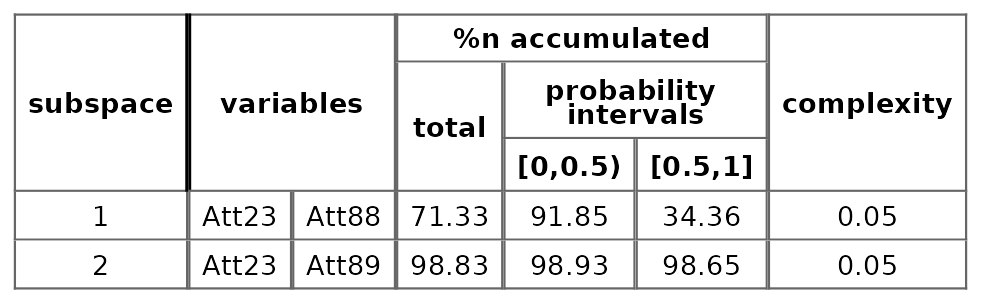 %n accumulated
subspace variables total probability complexity
intervals
[0,0.5) [0.5,1]
1 Att23 Att88 71.33 91.85 34.36 0.05
2 Att23 Att89 98.83 98.93 98.65 0.05